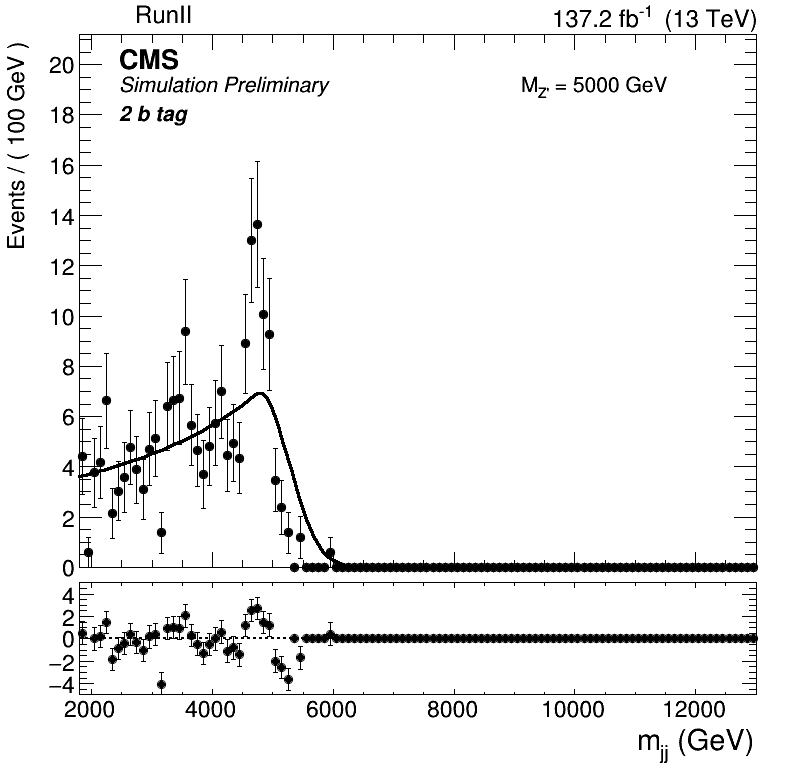 RunII
137.2 fb-1 (13 TeV)
CMS
Simulation Preliminary
2 b tag
MZ' = 5000 GeV
Events / ( 100 GeV )
20
18
16
14
12
10
8
6
4
2
0
4
2
0
−2
−4
2000 4000 6000 8000 10000 12000
mjj (GeV)